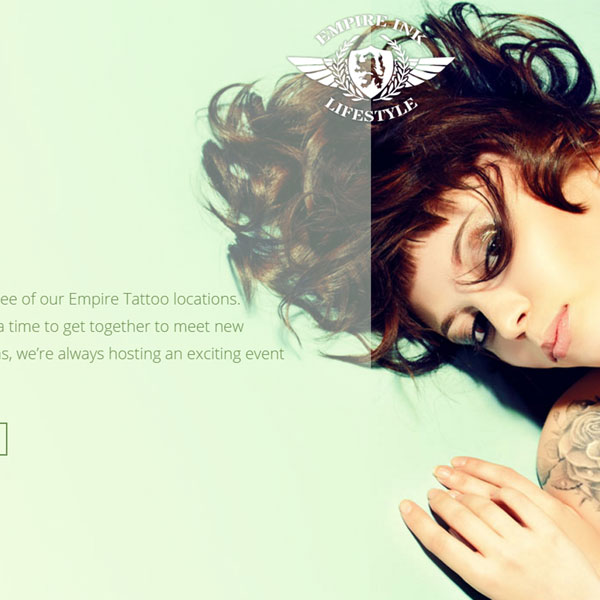 EMPIRE INK
LIFESTYLE
ee of our Empire Tattoo locations.
a time to get together to meet new
s, we're always hosting an exciting event